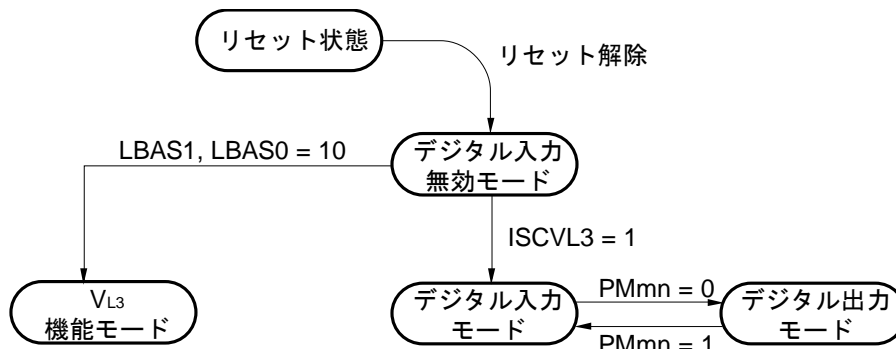 リセット状態
リセット解除
LBAS1, LBAS0 = 10
デジタル入力
無効モード
ISCVL3 = 1
VL3
機能モード
デジタル入力
モード
PMmn = 0
PMmn = 1
デジタル出力
モード